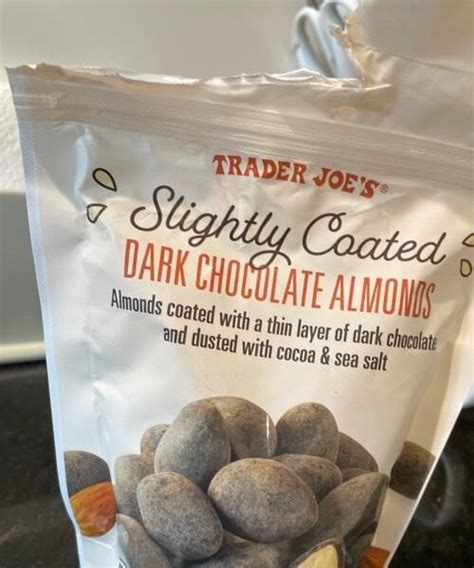 TRADER JOE'S®
Slightly Coated
DARK CHOCOLATE ALMONDS
Almonds coated with a thin layer of dark chocolate
and dusted with cocoa & sea salt